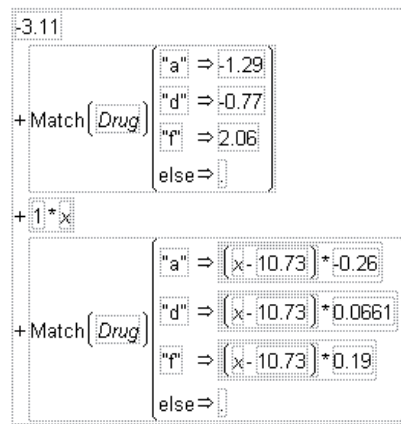 -3.11
"a" ⇒ -1.29
"d" ⇒ -0.77
+ Match ( Drug ) "f" ⇒ 2.06
else ⇒ .
+ 1 * x
"a" ⇒ ( x - 10.73 ) * -0.26
"d" ⇒ ( x - 10.73 ) * 0.0661
+ Match ( Drug ) "f" ⇒ ( x - 10.73 ) * 0.19
else ⇒ .